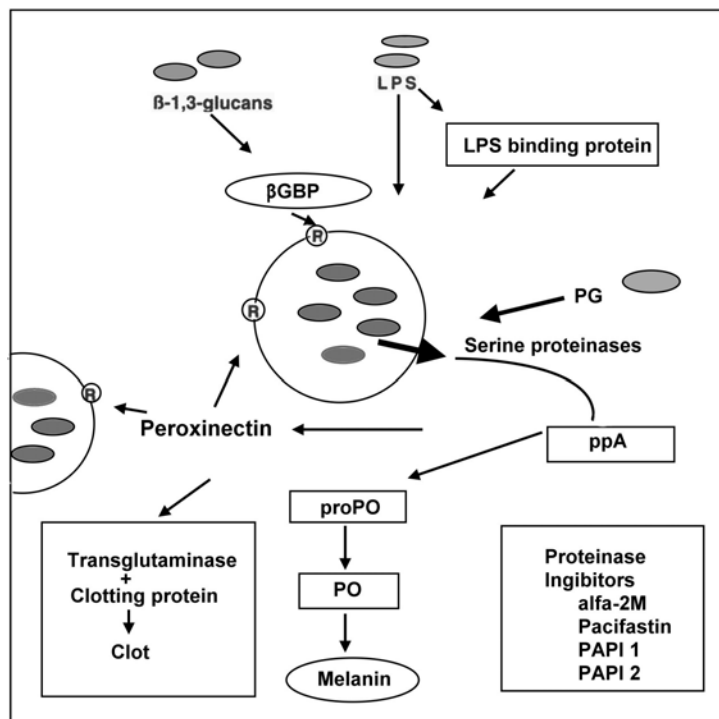 ß-1,3-glucans
LPS
LPS binding protein
βGBP
R
R
PG
Serine proteinases
R
Peroxinectin
ppA
proPO
Transglutaminase
+
Clotting protein
Clot
PO
Melanin
Proteinase
Ingibitors
alfa-2M
Pacifastin
PAPI 1
PAPI 2